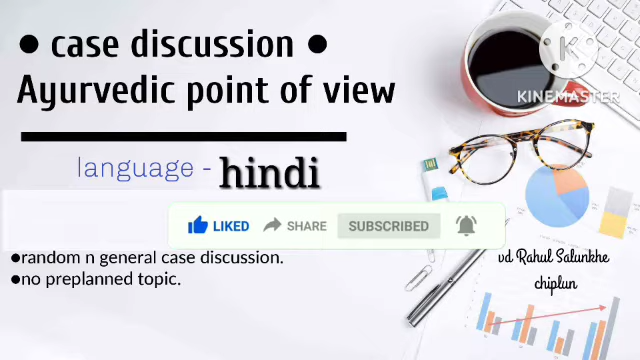 ● case discussion ●
Ayurvedic point of view
KINEMASTER
language - hindi
LIKED SHARE SUBSCRIBED
●random n general case discussion.
●no preplanned topic.
vd Rahul Salunkhe
chiplun